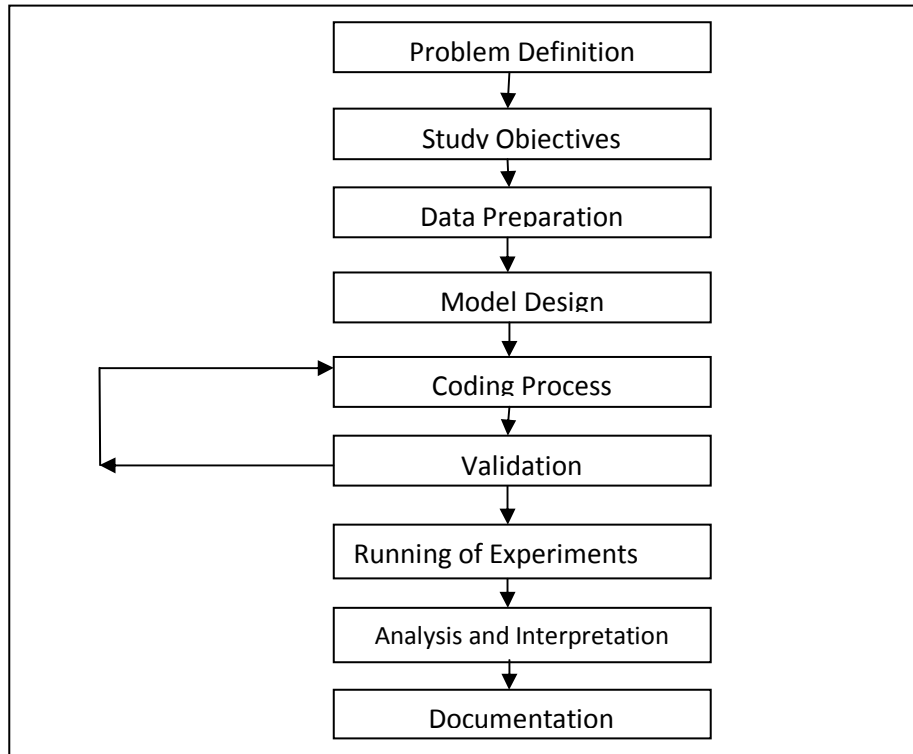 Problem Definition
Study Objectives
Data Preparation
Model Design
Coding Process
Validation
Running of Experiments
Analysis and Interpretation
Documentation